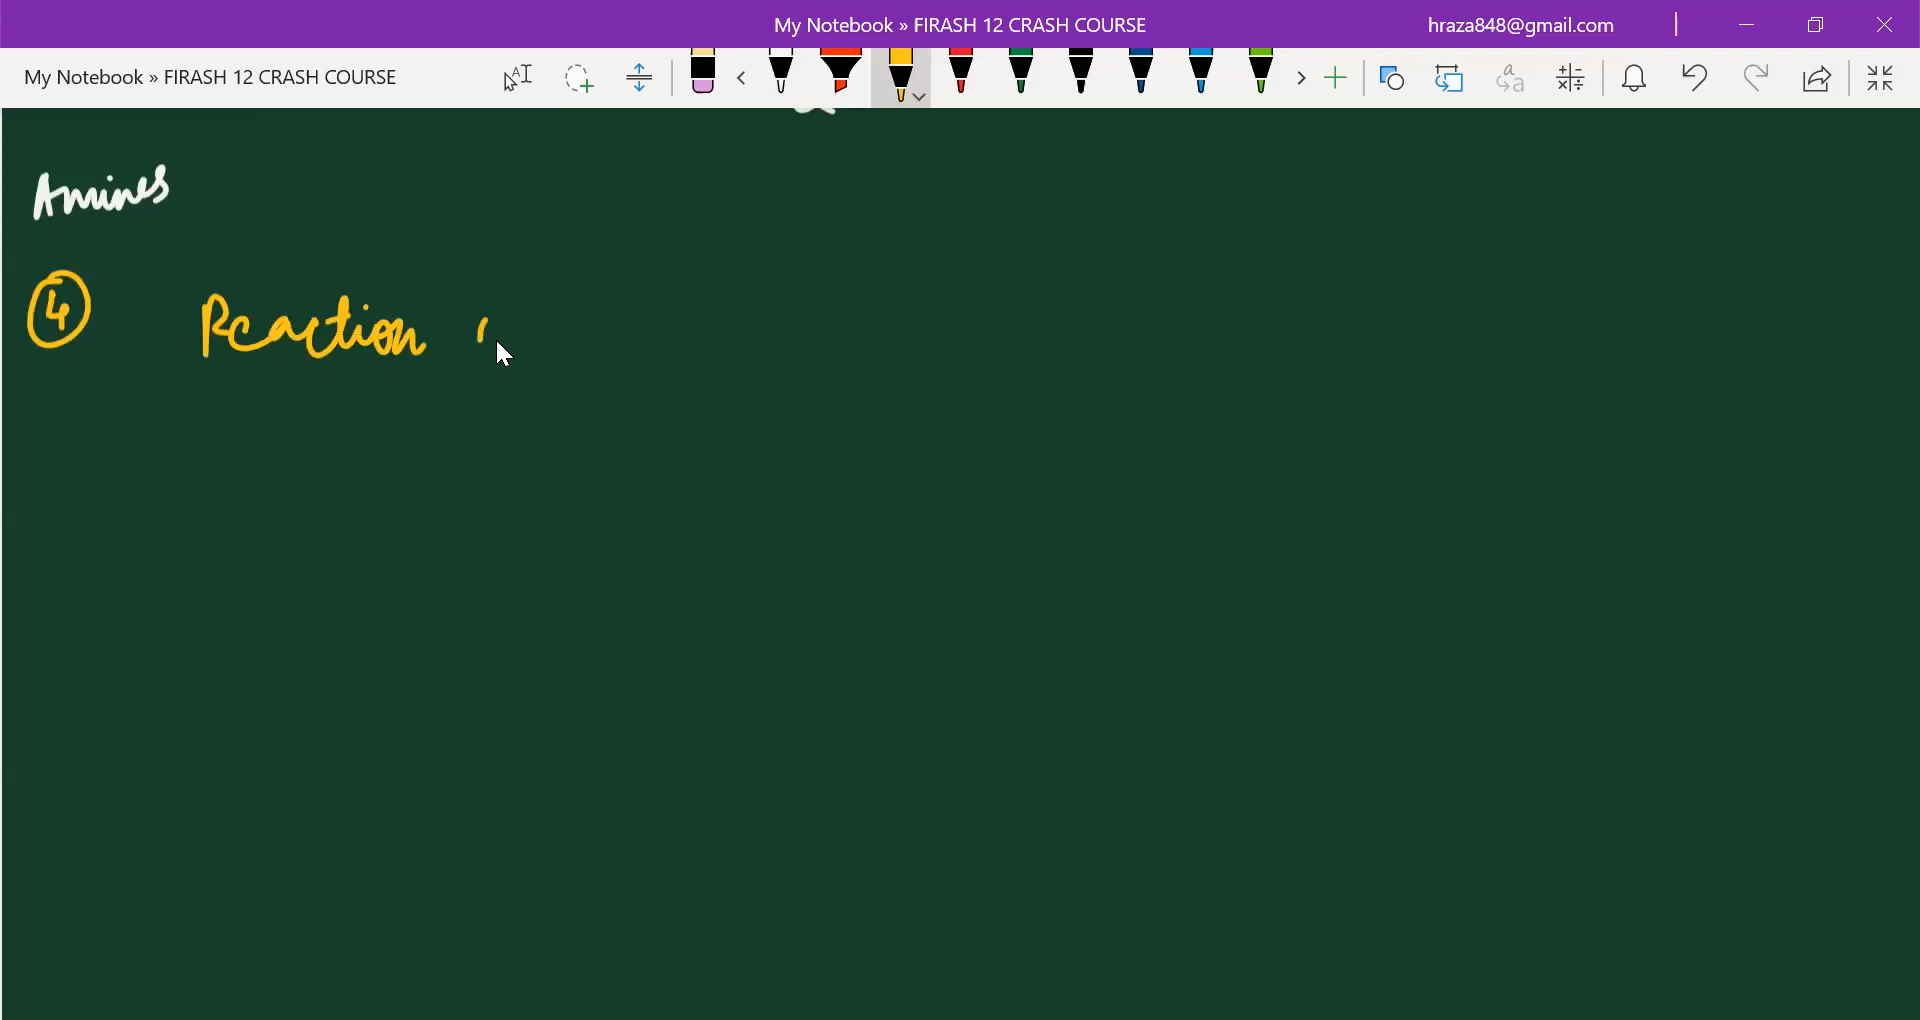 My Notebook » FIRASH 12 CRASH COURSE
hraza848@gmail.com
My Notebook » FIRASH 12 CRASH COURSE
Amines
4 Reaction